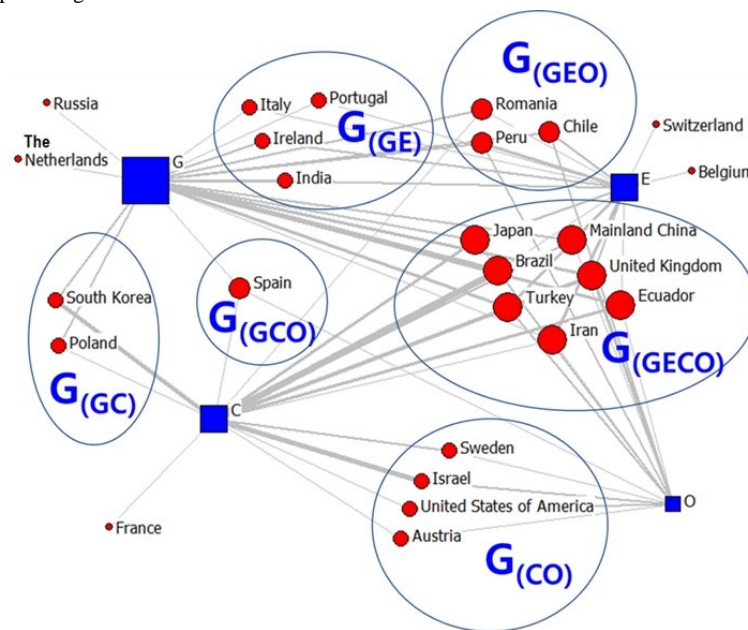 Russia
The
Netherlands
G
Italy
Portugal
Ireland
India
G(GE)
G(GEO)
Romania
Chile
Peru
Switzerland
E
Belgium
Japan
Mainland China
Brazil
United Kingdom
Turkey
Ecuador
Iran
G(GECO)
South Korea
Poland
G(GC)
Spain
G(GCO)
C
Sweden
Israel
United States of America
Austria
G(CO)
O
France